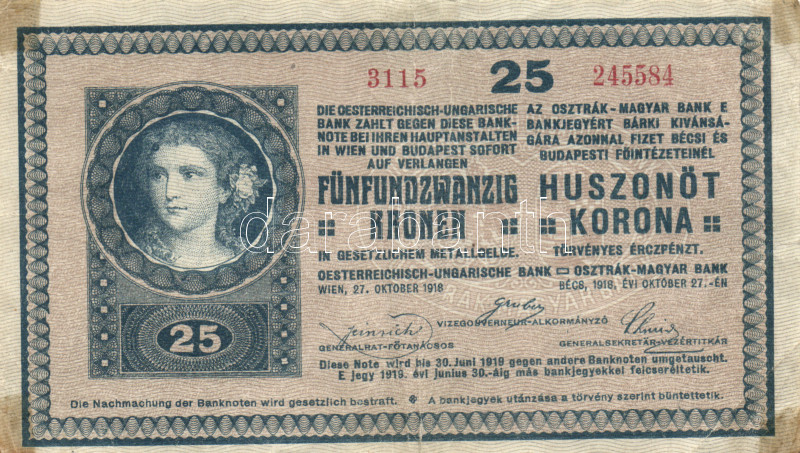 3115 25 245584
DIE OESTERREICHISCH-UNGARISCHE
BANK ZAHLT GEGEN DIESE BANK-
NOTE BEI IHREN HAUPTANSTALTEN
IN WIEN UND BUDAPEST SOFORT
AUF VERLANGEN
FÜNFUNDZWANZIG
KRONEN
IN GESETZLICHEM METALLGELDE.
OESTERREICHISCH-UNGARISCHE BANK
WIEN, 27. OKTOBER 1918
AZ OSZTRÁK-MAGYAR BANK E
BANKJEGYÉRT BÁRKI KIVÁNSÁ-
GÁRA AZONNAL FIZET BÉCSI ÉS
BUDAPESTI FŐINTÉZETEINÉL
HUSZONÖT
KORONA
TÖRVÉNYES ÉRCZPÉNZT.
OSZTRÁK-MAGYAR BANK
BÉCS, 1918. ÉVI OKTÓBER 27.-ÉN
darabanth
25
Gruber
VIZEGOUVERNEUR-ALKORMÁNYZÓ
GENERALRAT-FŐTANÁCSOS
GENERALSEKRETÄR-VEZÉRTITKÁR
Diese Note wird bis 30. Juni 1919 gegen andere Banknoten umgetauscht.
E jegy 1919. évi junius 30.-áig más bankjegyekkel felcseréltetik.
Die Nachmachung der Banknoten wird gesetzlich bestraft. A bankjegyek utánzása a törvény szerint büntettetik.